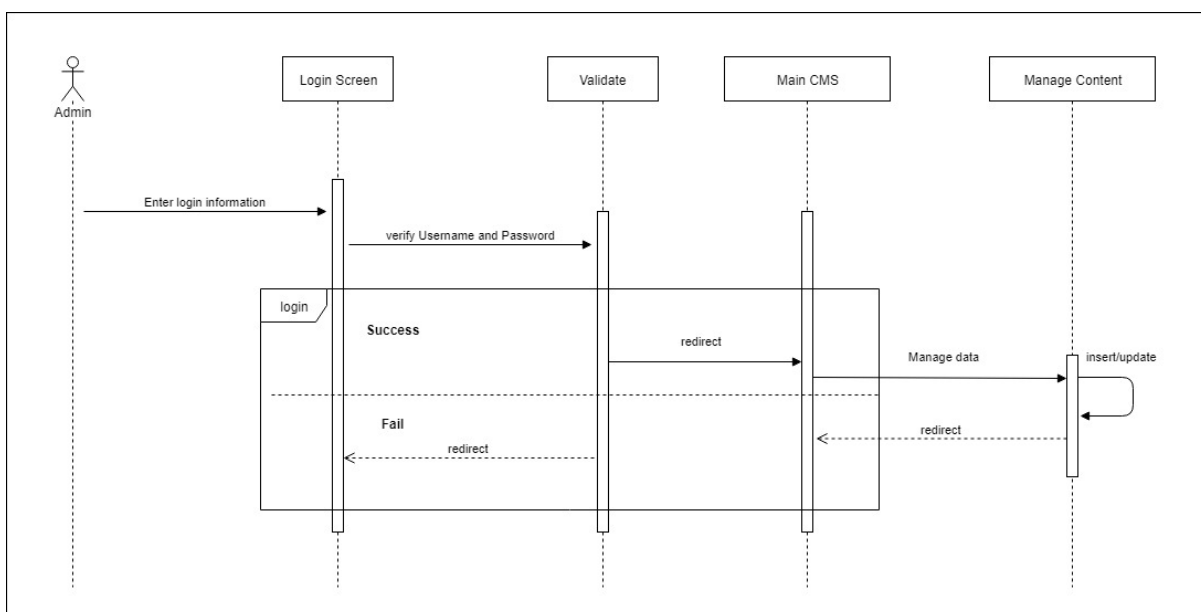 Admin
Login Screen
Validate
Main CMS
Manage Content
Enter login information
verify Username and Password
login
Success
redirect
Manage data
insert/update
Fail
redirect
redirect